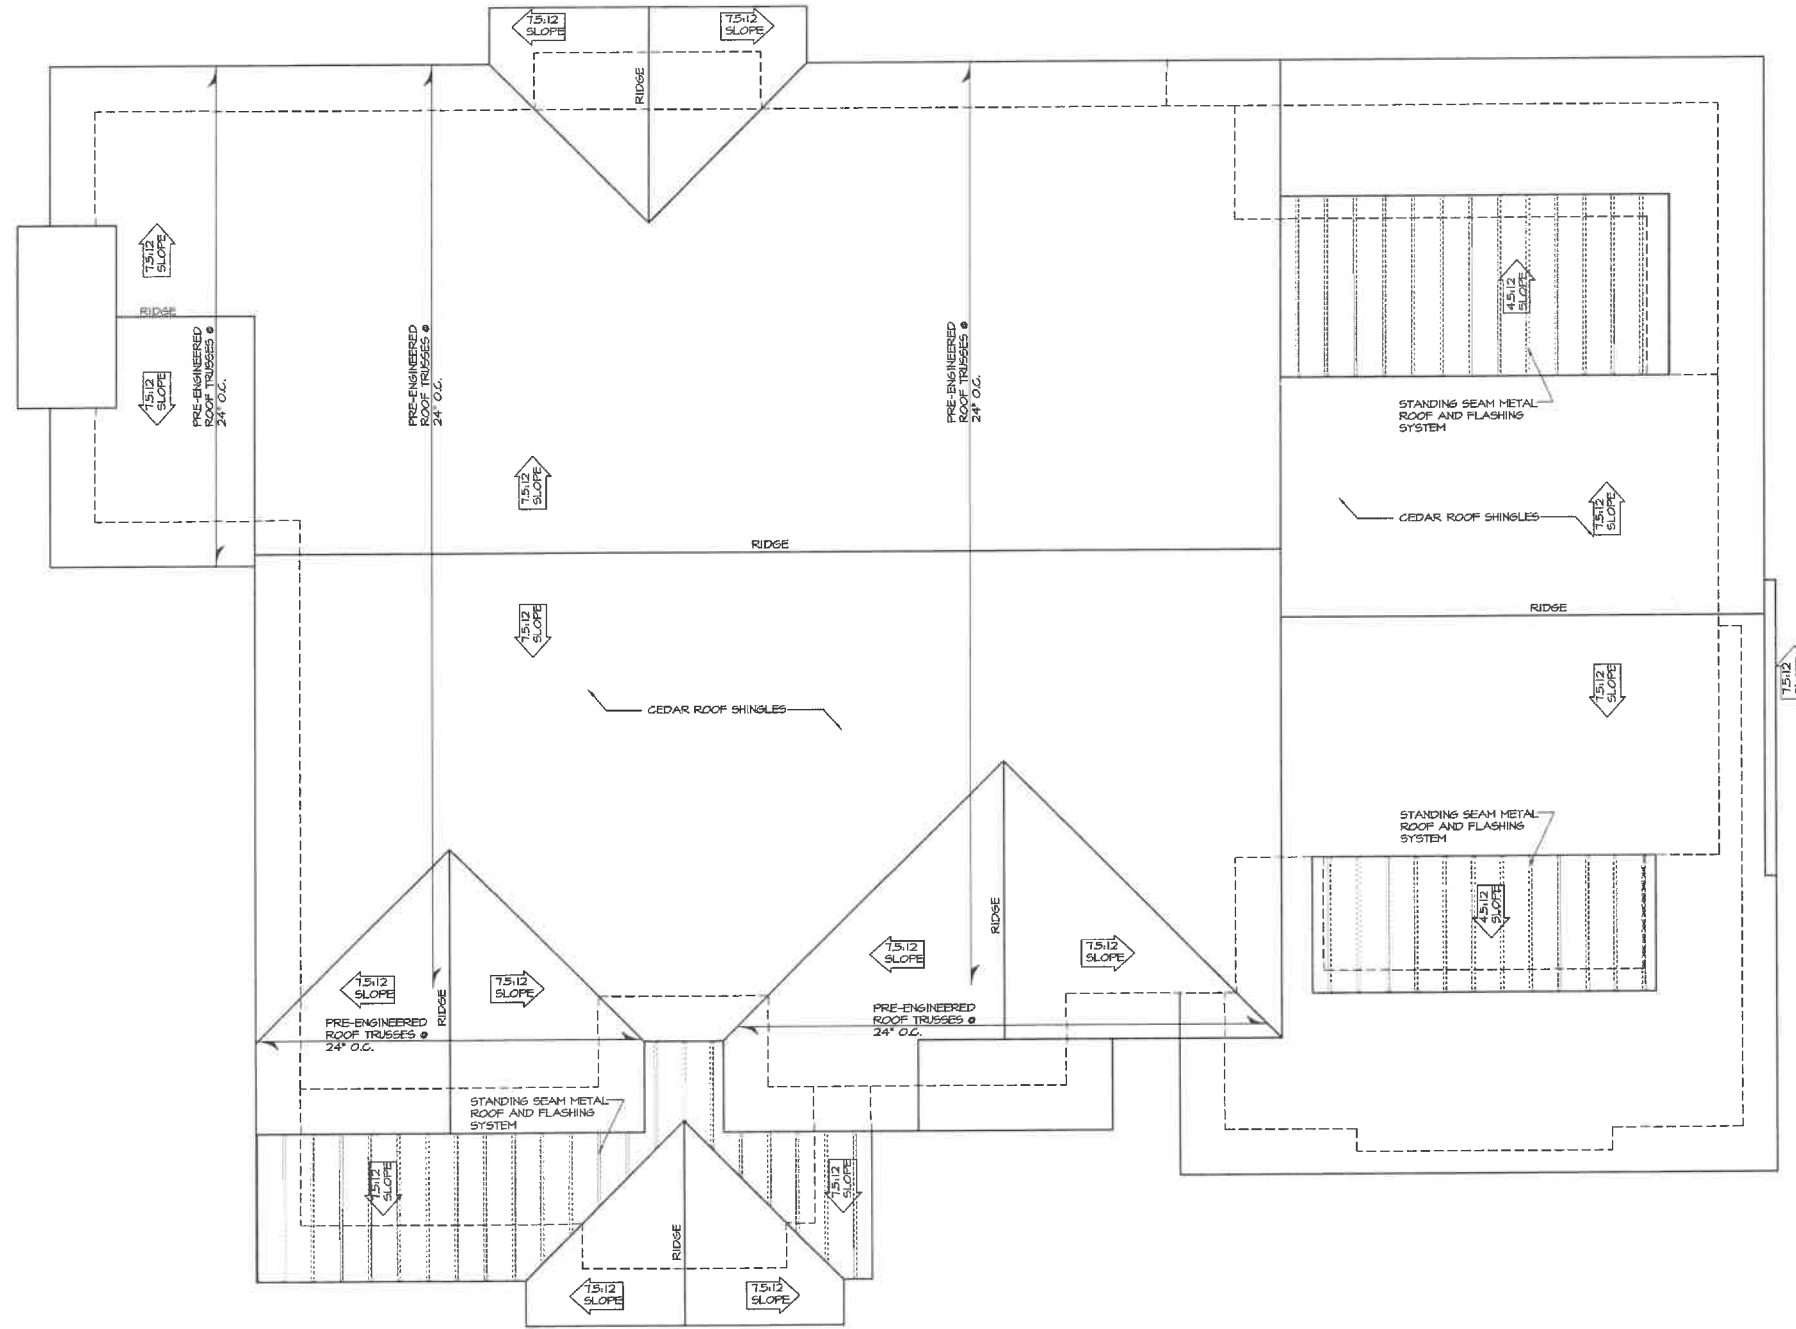 7.5:12
SLOPE
7.5:12
SLOPE
RIDGE
7.5:12
SLOPE
RIDGE
7.5:12
SLOPE
PRE-ENGINEERED
ROOF TRUSSES @
24" O.C.
PRE-ENGINEERED
ROOF TRUSSES @
24" O.C.
PRE-ENGINEERED
ROOF TRUSSES @
24" O.C.
4.5:12
SLOPE
STANDING SEAM METAL
ROOF AND FLASHING
SYSTEM
7.5:12
SLOPE
CEDAR ROOF SHINGLES
7.5:12
SLOPE
RIDGE
7.5:12
SLOPE
RIDGE
7.5:12
SLOPE
7.5:12
CEDAR ROOF SHINGLES
STANDING SEAM METAL
ROOF AND FLASHING
SYSTEM
4.5:12
SLOPE
RIDGE
7.5:12
SLOPE
7.5:12
SLOPE
7.5:12
SLOPE
7.5:12
SLOPE
RIDGE
PRE-ENGINEERED
ROOF TRUSSES @
24" O.C.
PRE-ENGINEERED
ROOF TRUSSES @
24" O.C.
STANDING SEAM METAL
ROOF AND FLASHING
SYSTEM
7.5:12
SLOPE
7.5:12
SLOPE
RIDGE
7.5:12
SLOPE
7.5:12
SLOPE